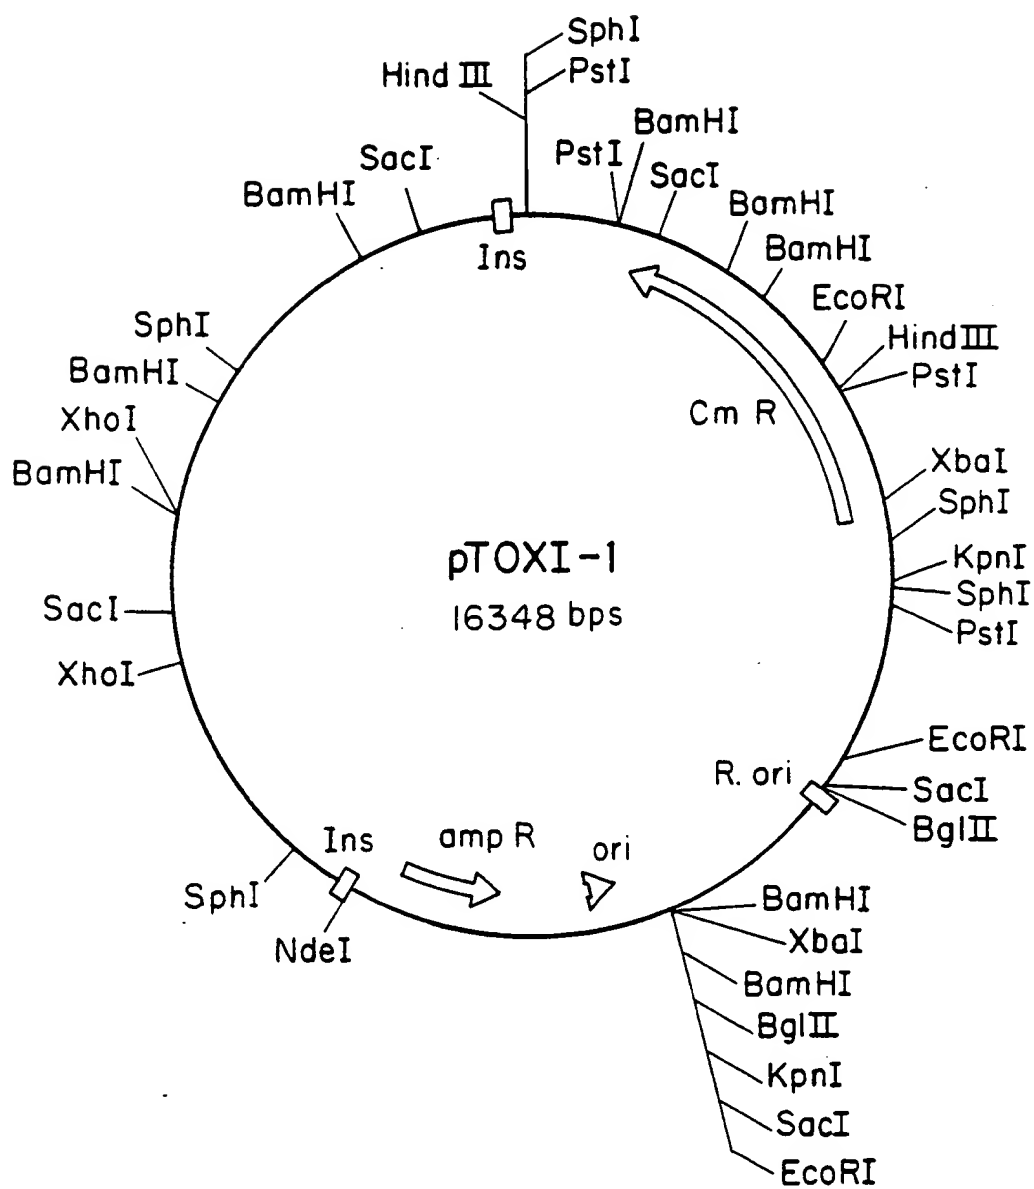 SphI
Hind III
PstI
BamHI
PstI
SacI
SacI
BamHI
BamHI
Ins
BamHI
EcoRI
SphI
HindIII
BamHI
PstI
XhoI
Cm R
BamHI
XbaI
SphI
pTOXI-1
KpnI
SacI
16348 bps
SphI
PstI
XhoI
EcoRI
R. ori
SacI
BglII
Ins
amp R
ori
SphI
BamHI
NdeI
XbaI
BamHI
BglII
KpnI
SacI
EcoRI